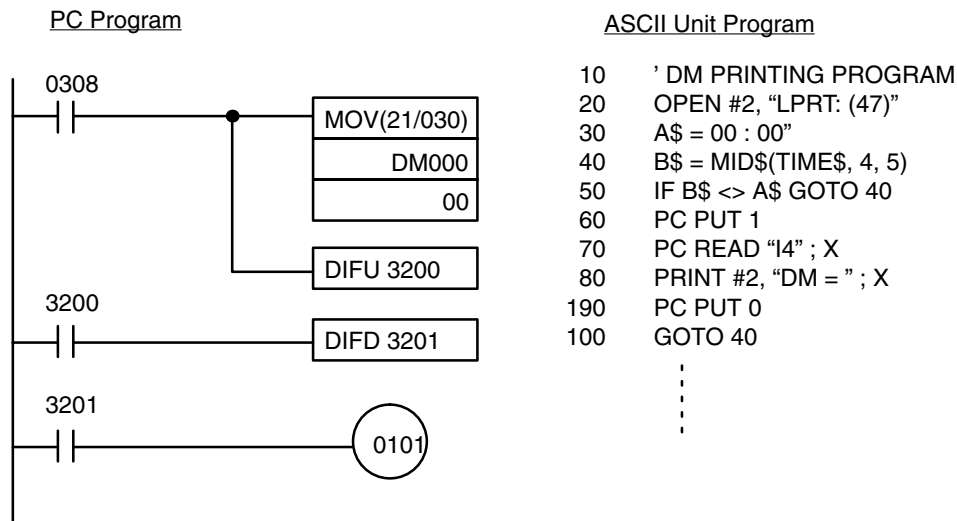 PC Program
0308
MOV(21/030)
DM000
00
DIFU 3200
3200
DIFD 3201
3201
0101
ASCII Unit Program
10 ’ DM PRINTING PROGRAM
20 OPEN #2, “LPRT: (47)”
30 A$ = 00 : 00”
40 B$ = MID$(TIME$, 4, 5)
50 IF B$ <> A$ GOTO 40
60 PC PUT 1
70 PC READ “I4” ; X
80 PRINT #2, “DM = ” ; X
190 PC PUT 0
100 GOTO 40